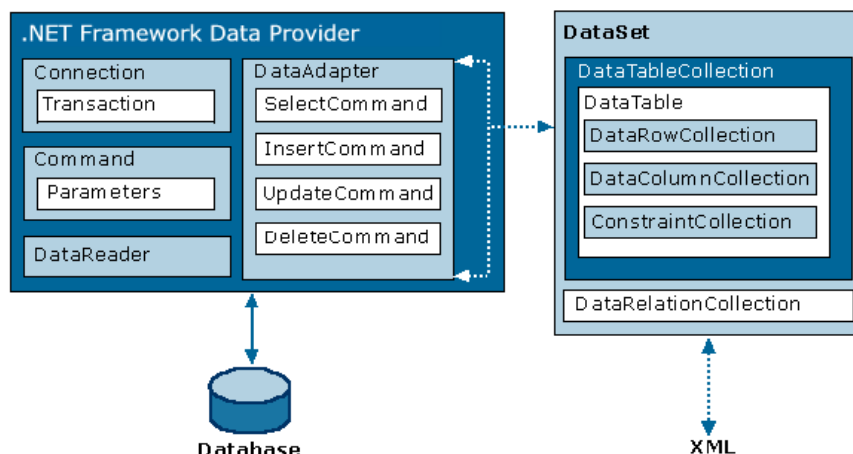 .NET Framework Data Provider
Connection
Transaction
Command
Parameters
DataReader
DataAdapter
SelectCommand
InsertCommand
UpdateCommand
DeleteCommand
DataSet
DataTableCollection
DataTable
DataRowCollection
DataColumnCollection
ConstraintCollection
DataRelationCollection
Database
XML